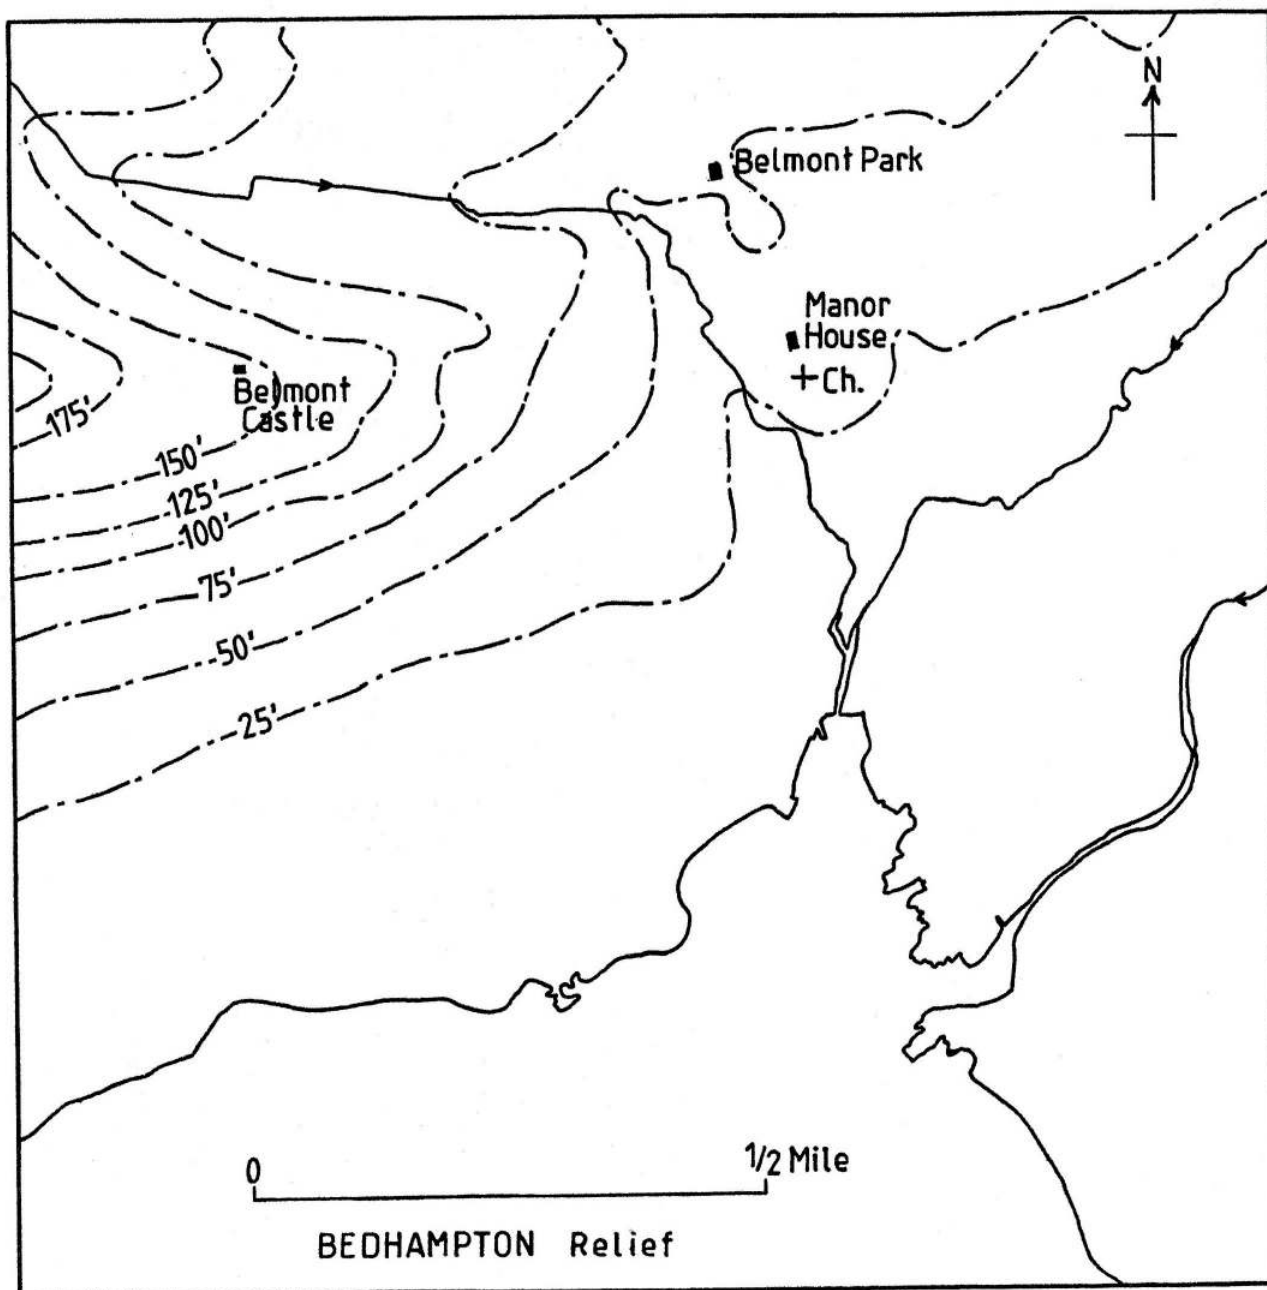 N
Belmont Park
Manor
House
Ch.
Belmont
Castle
175'
150'
125'
100'
75'
50'
25'
0
1/2 Mile
BEDHAMPTON Relief